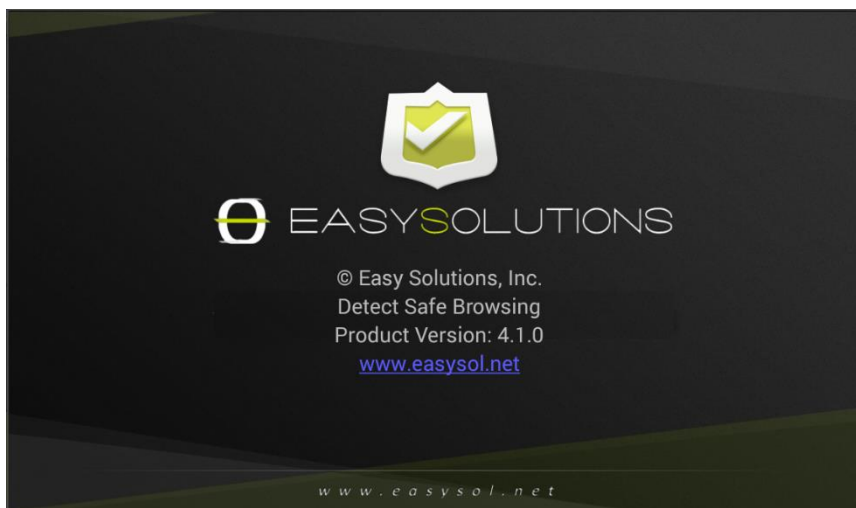 EASYSOLUTIONS
© Easy Solutions, Inc.
Detect Safe Browsing
Product Version: 4.1.0
www.easysol.net
www.easysol.net